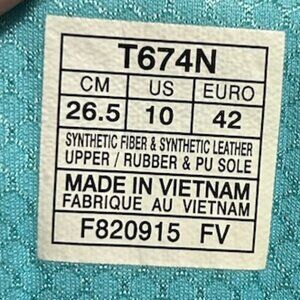 T674N
CM US EURO
26.5 10 42
SYNTHETIC FIBER & SYNTHETIC LEATHER
UPPER / RUBBER & PU SOLE
MADE IN VIETNAM
FABRIQUE AU VIETNAM
F820915 FV